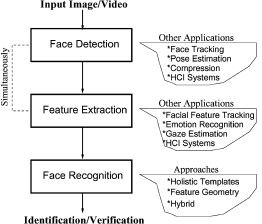 Input Image/Video
Face Detection
Other Applications
*Face Tracking
*Pose Estimation
*Compression
*HCI Systems
Simultaneously
Feature Extraction
Other Applications
*Facial Feature Tracking
*Emotion Recognition
*Gaze Estimation
*HCI Systems
Face Recognition
Approaches
*Holistic Templates
*Feature Geometry
*Hybrid
Identification/Verification